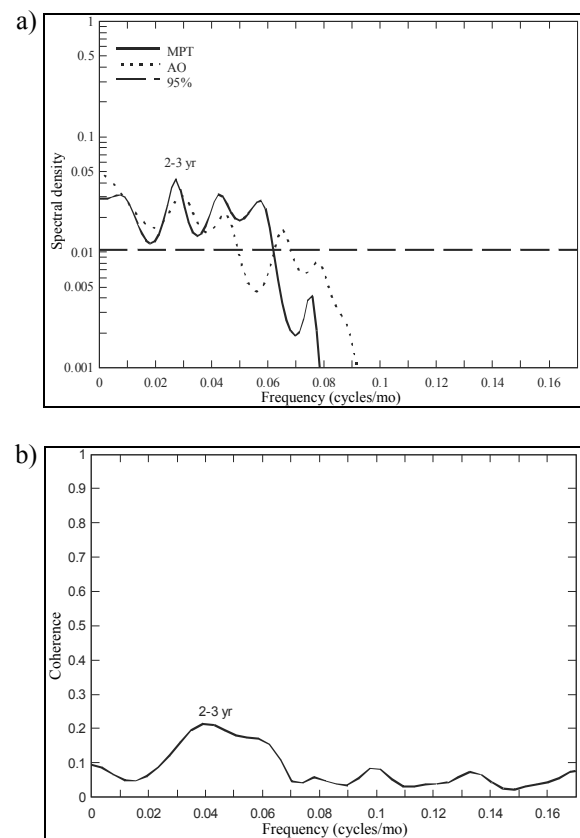 a)
1
0.5
0.1
0.05
0.01
0.005
0.001
Spectral density
MPT
AO
95%
2-3 yr
0 0.02 0.04 0.06 0.08 0.1 0.12 0.14 0.16
Frequency (cycles/mo)
b)
1
0.9
0.8
0.7
0.6
0.5
0.4
0.3
0.2
0.1
0
Coherence
2-3 yr
0 0.02 0.04 0.06 0.08 0.1 0.12 0.14 0.16
Frequency (cycles/mo)